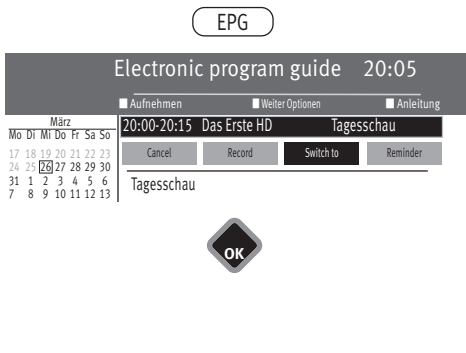 EPG
Electronic program guide 20:05
Aufnehmen Weiter Optionen Anleitung
März
Mo Di Mi Do Fr Sa So
17 18 19 20 21 22 23
24 25 26 27 28 29 30
31 1 2 3 4 5 6
7 8 9 10 11 12 13
20:00-20:15 Das Erste HD Tagesschau
Cancel Record Switch to Reminder
Tagesschau
OK